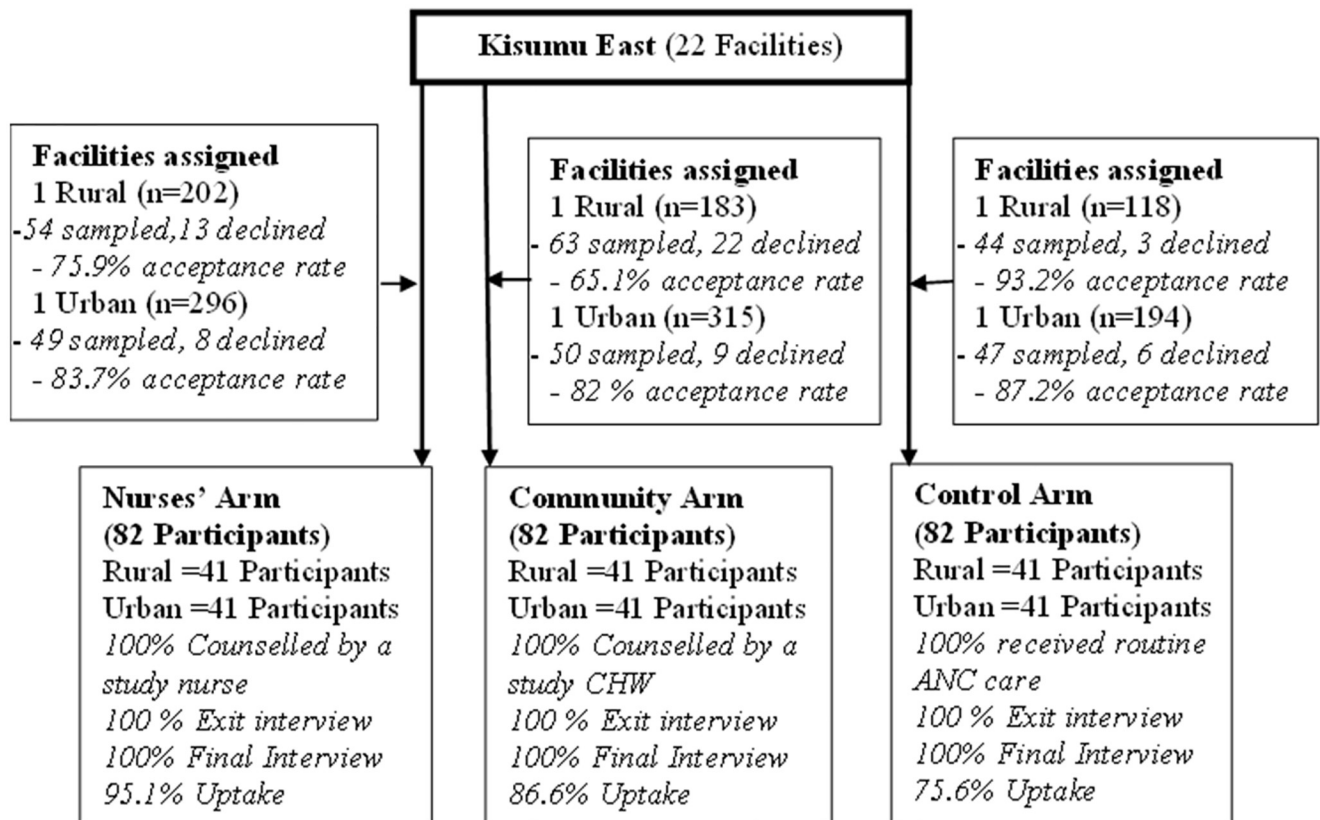 Kisumu East (22 Facilities)
Facilities assigned
1 Rural (n=202)
-54 sampled,13 declined
- 75.9% acceptance rate
1 Urban (n=296)
- 49 sampled, 8 declined
- 83.7% acceptance rate
Facilities assigned
1 Rural (n=183)
- 63 sampled, 22 declined
- 65.1% acceptance rate
1 Urban (n=315)
- 50 sampled, 9 declined
- 82 % acceptance rate
Facilities assigned
1 Rural (n=118)
- 44 sampled, 3 declined
- 93.2% acceptance rate
1 Urban (n=194)
- 47 sampled, 6 declined
- 87.2% acceptance rate
Nurses’ Arm
(82 Participants)
Rural =41 Participants
Urban =41 Participants
100% Counselled by a
study nurse
100 % Exit interview
100% Final Interview
95.1% Uptake
Community Arm
(82 Participants)
Rural =41 Participants
Urban =41 Participants
100% Counselled by a
study CHW
100 % Exit interview
100% Final Interview
86.6% Uptake
Control Arm
(82 Participants)
Rural =41 Participants
Urban =41 Participants
100% received routine
ANC care
100 % Exit interview
100% Final Interview
75.6% Uptake